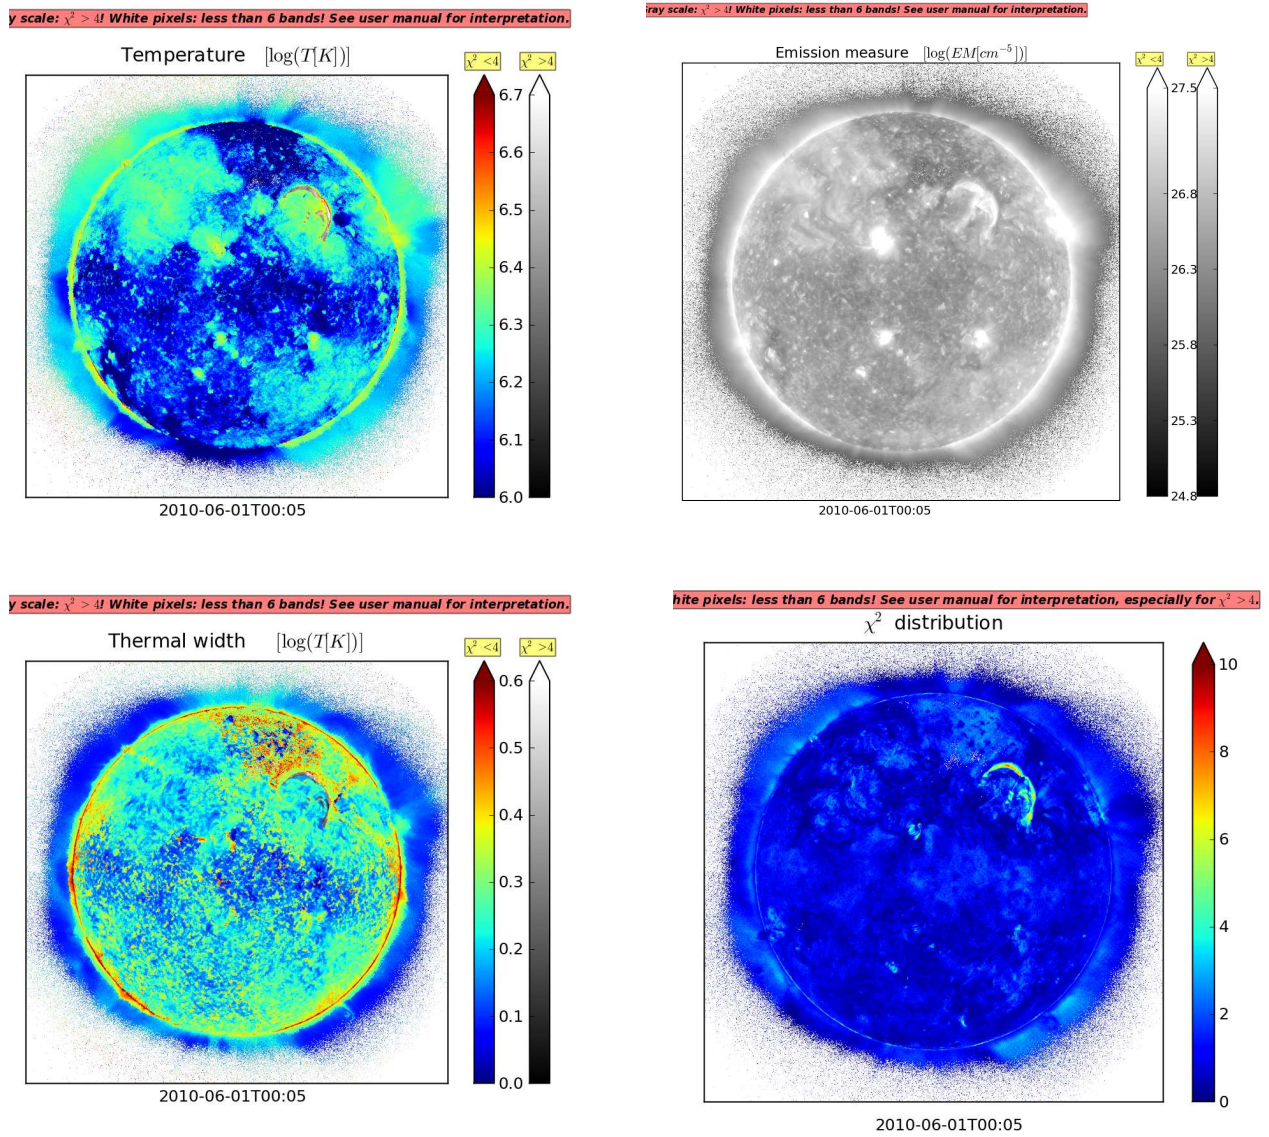 y scale: χ² > 4! White pixels: less than 6 bands! See user manual for interpretation.
Temperature [log(T[K])]
χ² <4 χ² >4
6.7
6.6
6.5
6.4
6.3
6.2
6.1
6.0
2010-06-01T00:05
Gray scale: χ² > 4! White pixels: less than 6 bands! See user manual for interpretation.
Emission measure [log(EM[cm⁻⁵])]
χ² <4 χ² >4
27.5
26.8
26.3
25.8
25.3
24.8
2010-06-01T00:05
y scale: χ² > 4! White pixels: less than 6 bands! See user manual for interpretation.
Thermal width [log(T[K])]
χ² <4 χ² >4
0.6
0.5
0.4
0.3
0.2
0.1
0.0
2010-06-01T00:05
hite pixels: less than 6 bands! See user manual for interpretation, especially for χ² > 4.
χ² distribution
10
8
6
4
2
0
2010-06-01T00:05